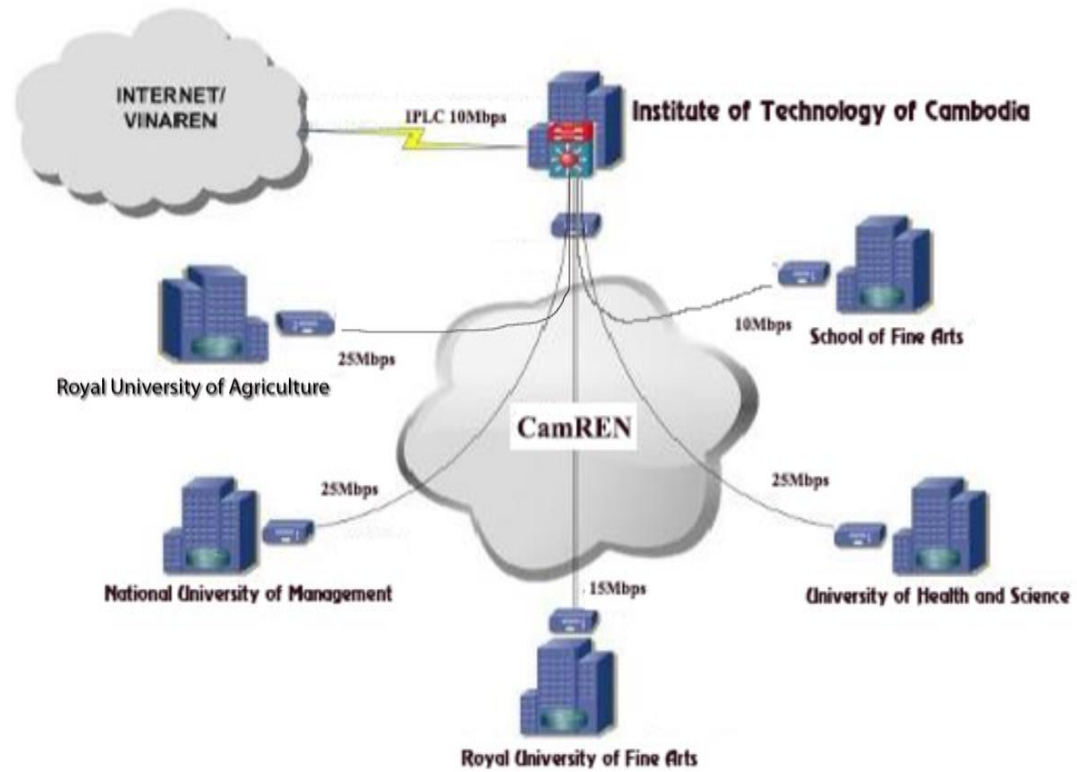 INTERNET/
VINAREN
IPLC 10Mbps
Institute of Technology of Cambodia
10Mbps
School of Fine Arts
25Mbps
Royal University of Agriculture
CamREN
25Mbps
25Mbps
National University of Management
15Mbps
University of Health and Science
Royal University of Fine Arts